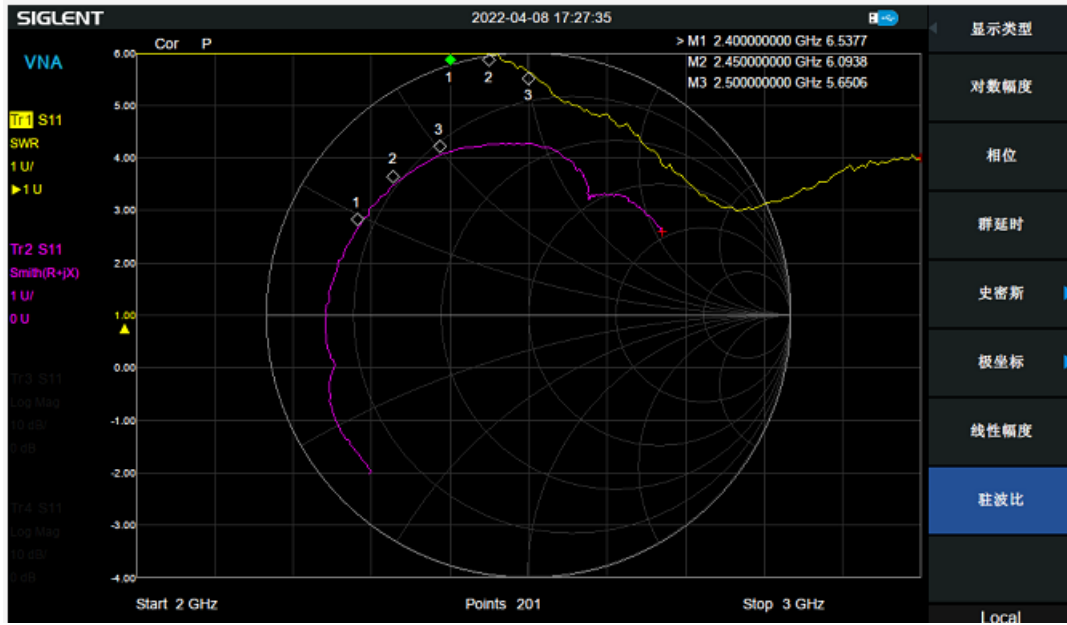 SIGLENT
2022-04-08 17:27:35
显示类型
VNA
Cor P
> M1 2.400000000 GHz 6.5377
M2 2.450000000 GHz 6.0938
M3 2.500000000 GHz 5.6506
6.00
5.00
4.00
3.00
2.00
1.00
0.00
-1.00
-2.00
-3.00
-4.00
1
2
3
1
2
3
Tr1 S11
SWR
1 U/
▶1 U
Tr2 S11
Smith(R+jX)
1 U/
0 U
Tr3 S11
Log Mag
10 dB/
0 dB
Tr4 S11
Log Mag
10 dB/
0 dB
对数幅度
相位
群延时
史密斯
极坐标
线性幅度
驻波比
Start 2 GHz
Points 201
Stop 3 GHz
Local